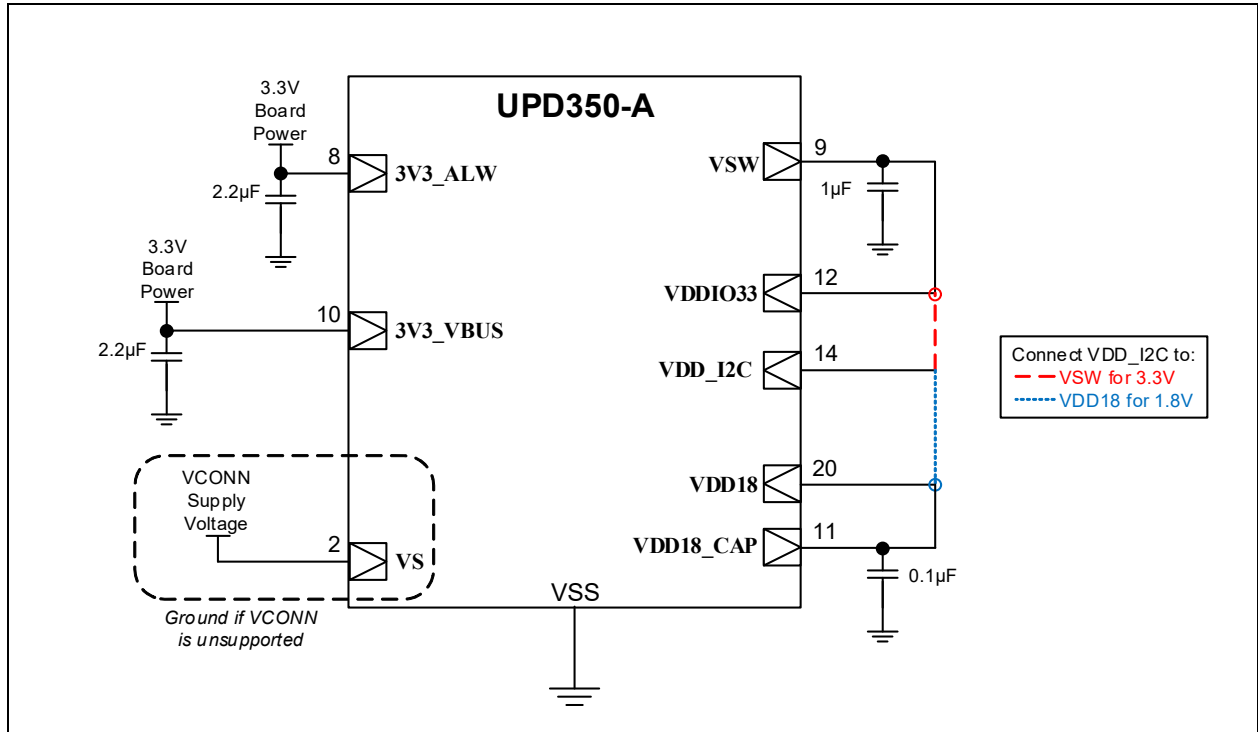 UPD350-A
3.3V
Board
Power
8
3V3_ALW
2.2µF
3.3V
Board
Power
10
3V3_VBUS
2.2µF
VCONN
Supply
Voltage
2
VS
Ground if VCONN
is unsupported
VSS
VSW
9
1µF
VDDIO33
12
VDD_I2C
14
VDD18
20
VDD18_CAP
11
0.1µF
Connect VDD_I2C to:
VSW for 3.3V
VDD18 for 1.8V